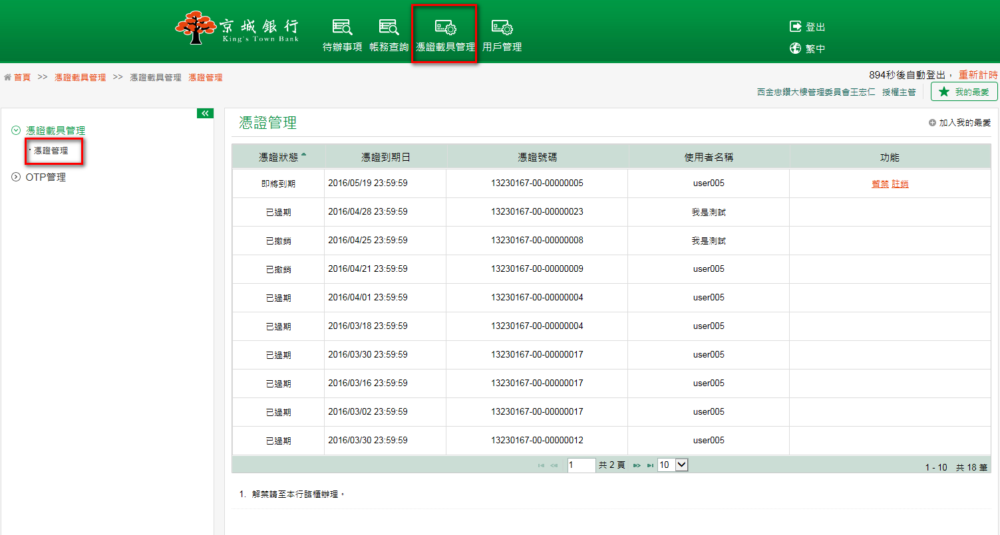 京城銀行
King's Town Bank
待辦事項 帳務查詢 憑證載具管理 用戶管理
登出
繁中
首頁 >> 憑證載具管理 >> 憑證載具管理 憑證管理
894秒後自動登出, 重新計時
西金忠鑽大樓管理委員會王宏仁 授權主管
我的最愛
憑證載具管理
憑證管理
OTP管理
憑證管理
加入我的最愛
憑證狀態 憑證到期日 憑證號碼 使用者名稱 功能
即將到期 2016/05/19 23:59:59 13230167-00-00000005 user005 暫禁 註銷
已過期 2016/04/28 23:59:59 13230167-00-00000023 我是測試
已撤銷 2016/04/25 23:59:59 13230167-00-00000008 我是測試
已撤銷 2016/04/21 23:59:59 13230167-00-00000009 user005
已過期 2016/04/01 23:59:59 13230167-00-00000004 user005
已過期 2016/03/18 23:59:59 13230167-00-00000004 user005
已過期 2016/03/30 23:59:59 13230167-00-00000017 user005
已過期 2016/03/16 23:59:59 13230167-00-00000017 user005
已過期 2016/03/02 23:59:59 13230167-00-00000017 user005
已過期 2016/03/30 23:59:59 13230167-00-00000012 user005
1 共 2 頁 10 1 - 10 共 18 筆
1. 解禁請至本行臨櫃辦理。